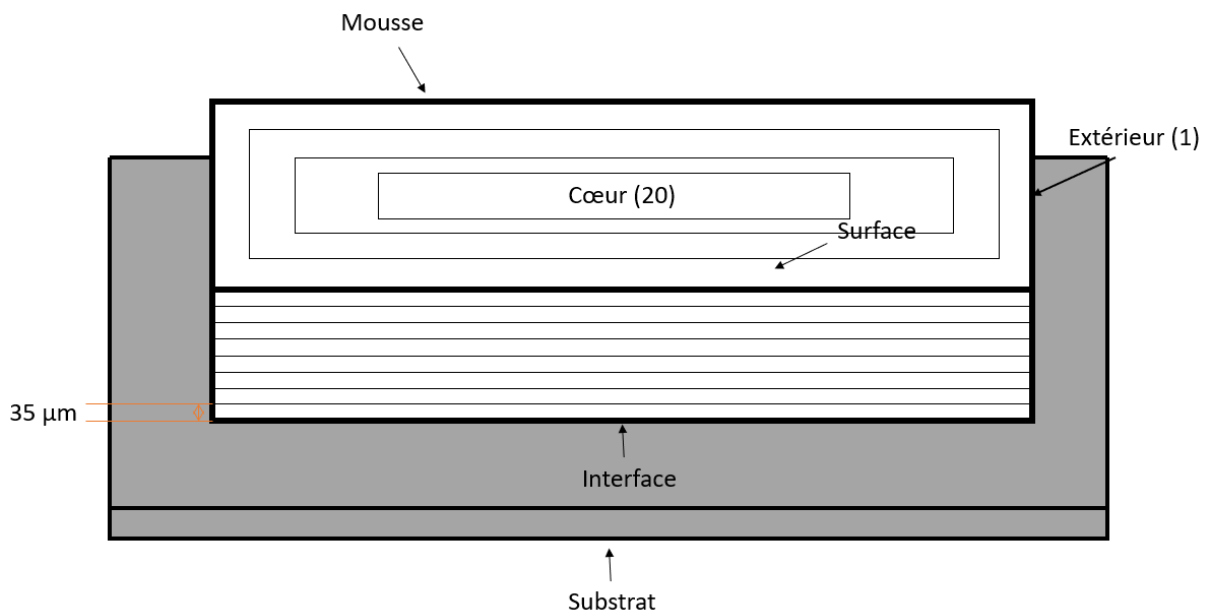 Mousse
Extérieur (1)
Cœur (20)
Surface
35 µm
Interface
Substrat